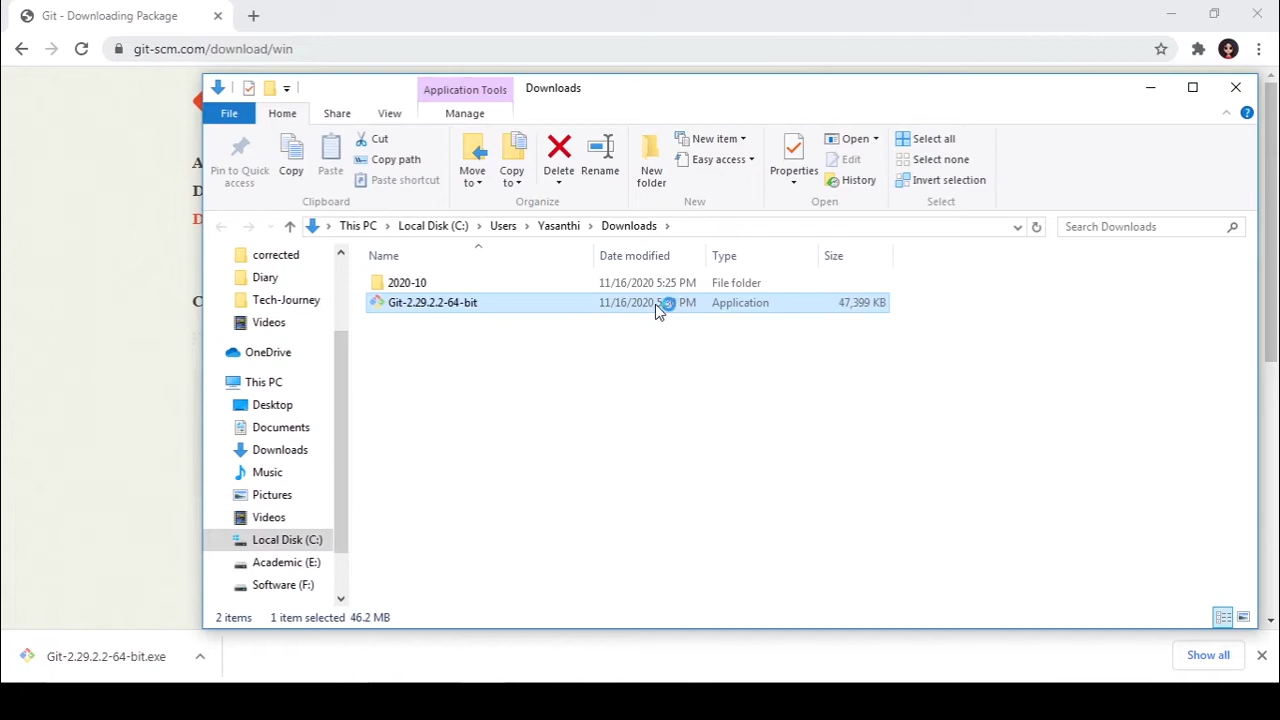 Git - Downloading Package
git-scm.com/download/win
Application Tools
Downloads
File
Home
Share
View
Manage
Pin to Quick access
Copy
Paste
Cut
Copy path
Paste shortcut
Move to
Copy to
Delete
Rename
New folder
New item
Easy access
Properties
Open
Edit
History
Select all
Select none
Invert selection
Clipboard
Organize
New
Open
Select
This PC > Local Disk (C:) > Users > Yasanthi > Downloads >
Search Downloads
Name
Date modified
Type
Size
2020-10
11/16/2020 5:25 PM
File folder
Git-2.29.2.2-64-bit
11/16/2020
PM
Application
47,399 KB
corrected
Diary
Tech-Journey
Videos
OneDrive
This PC
Desktop
Documents
Downloads
Music
Pictures
Videos
Local Disk (C:)
Academic (E:)
Software (F:)
2 items
1 item selected 46.2 MB
A
D
D
C
Git-2.29.2.2-64-bit.exe
Show all